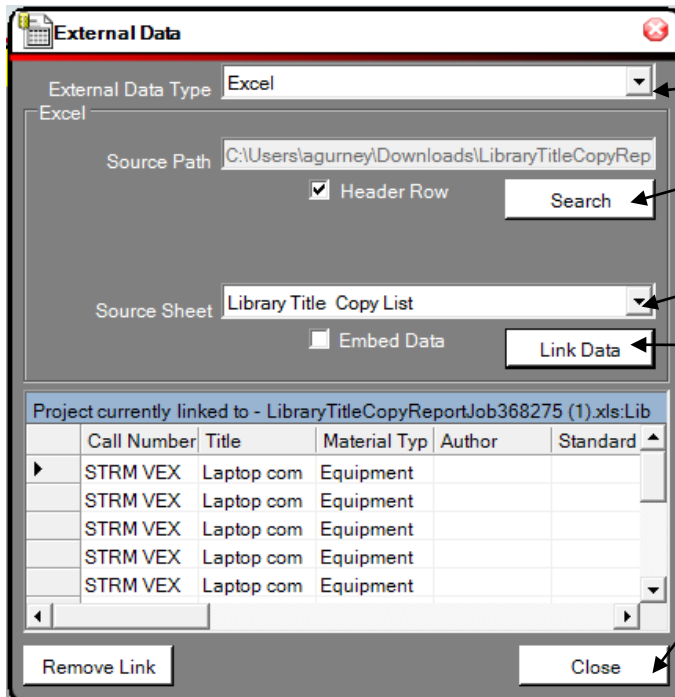 External Data
External Data Type Excel
Excel
Source Path C:\Users\agurney\Downloads\LibraryTitleCopyRep
Header Row Search
Source Sheet Library Title Copy List
Embed Data Link Data
Project currently linked to - LibraryTitleCopyReportJob368275 (1).xls:Lib
Call Number Title Material Typ Author Standard
STRM VEX Laptop com Equipment
STRM VEX Laptop com Equipment
STRM VEX Laptop com Equipment
STRM VEX Laptop com Equipment
STRM VEX Laptop com Equipment
Remove Link Close